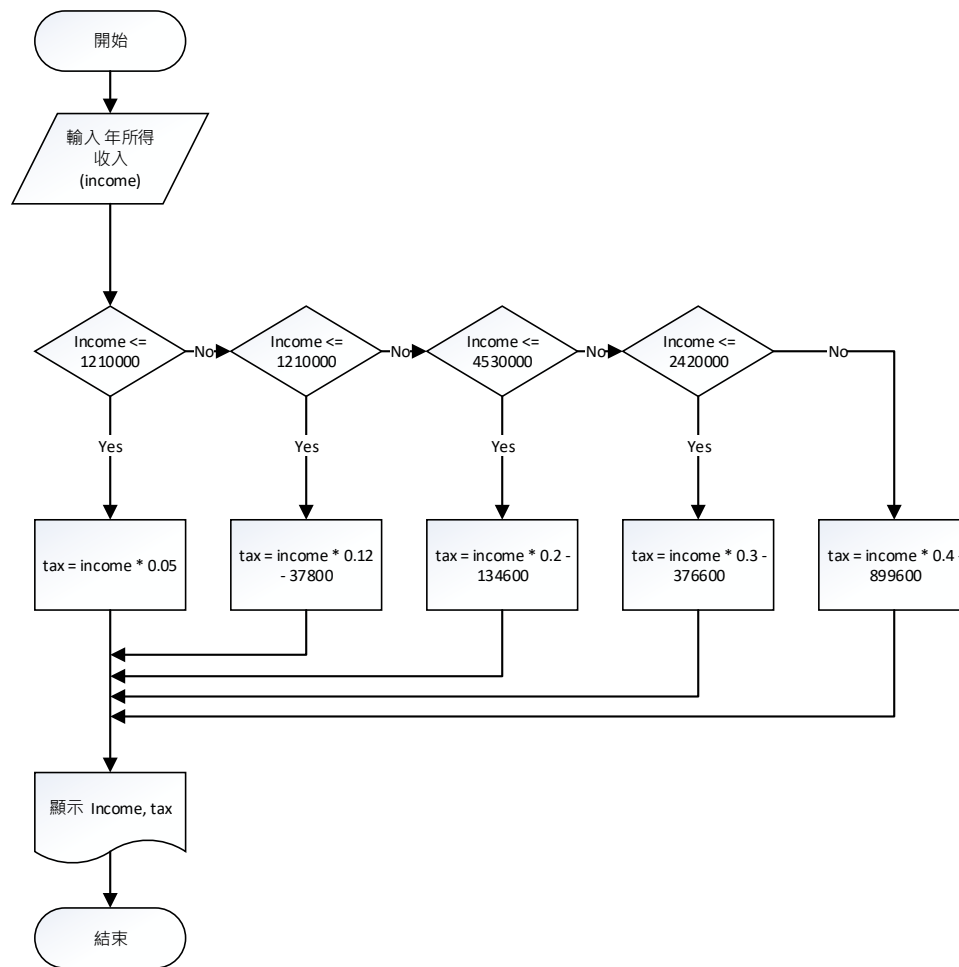 開始
輸入 年所得
收入
(income)
Income <=
1210000
No
Income <=
1210000
No
Income <=
4530000
No
Income <=
2420000
No
Yes
Yes
Yes
Yes
tax = income * 0.05
tax = income * 0.12
- 37800
tax = income * 0.2 -
134600
tax = income * 0.3 -
376600
tax = income * 0.4 -
899600
顯示 Income, tax
結束